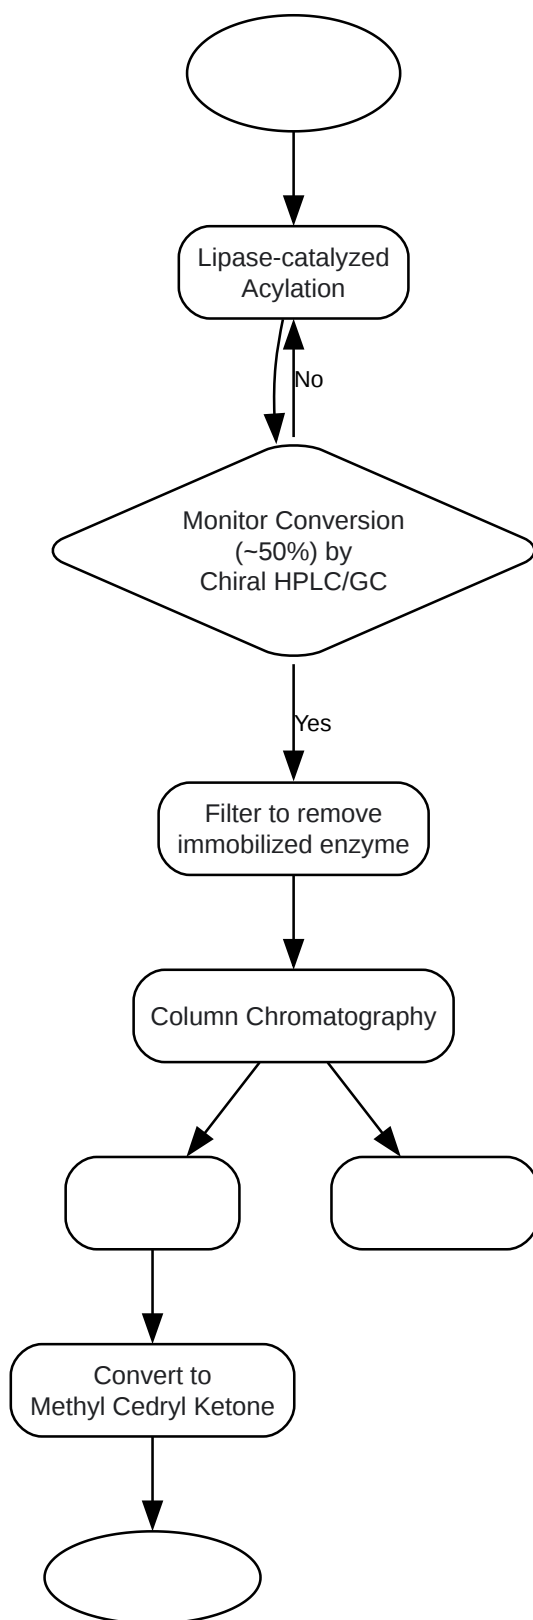 Lipase-catalyzed
Acylation
No
Monitor Conversion
(~50%) by
Chiral HPLC/GC
Yes
Filter to remove
immobilized enzyme
Column Chromatography
Convert to
Methyl Cedryl Ketone